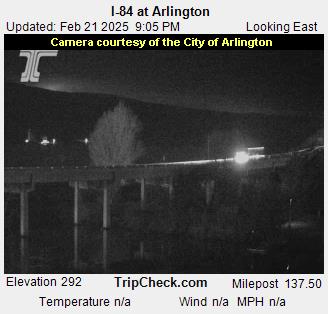 I-84 at Arlington
Updated: Feb 21 2025 9:05 PM Looking East
Camera courtesy of the City of Arlington
Elevation 292 TripCheck.com Milepost 137.50
Temperature n/a Wind n/a MPH n/a